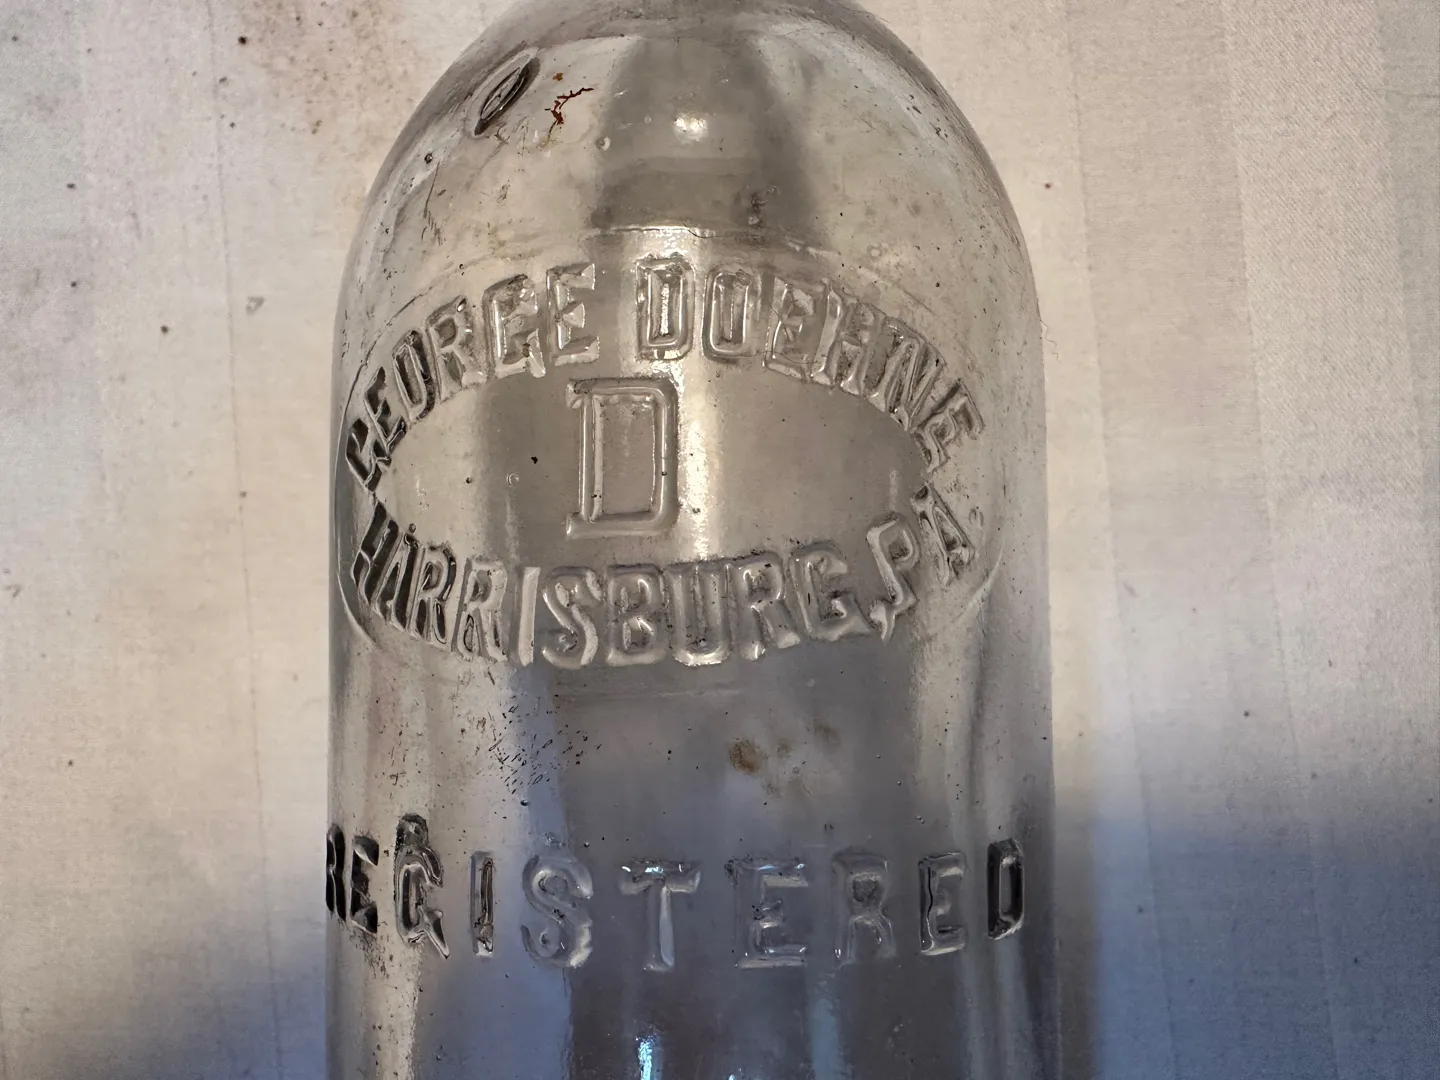 GEORGE DOEHNE
D
HARRISBURG, PA.
REGISTERED